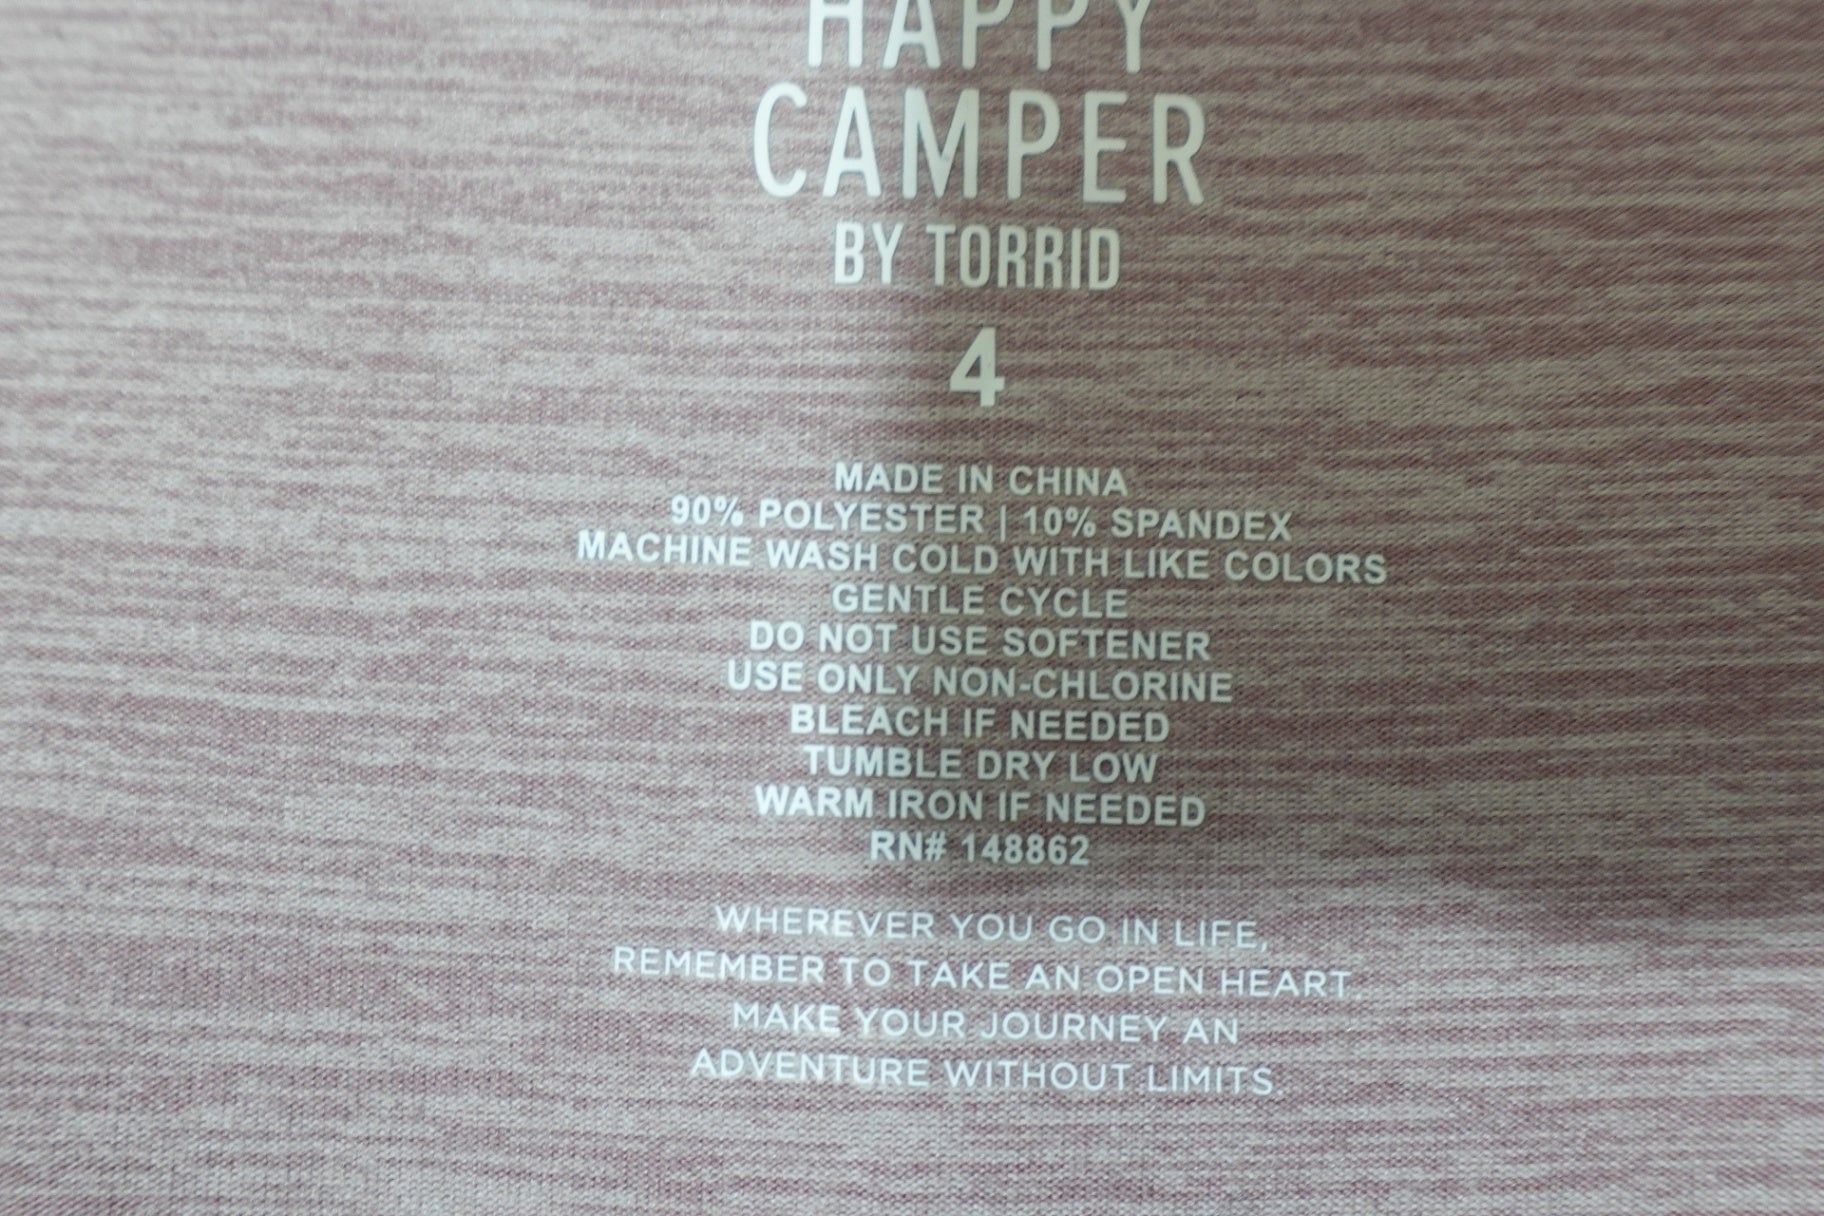 HAPPY
CAMPER
BY TORRID
4
MADE IN CHINA
90% POLYESTER | 10% SPANDEX
MACHINE WASH COLD WITH LIKE COLORS
GENTLE CYCLE
DO NOT USE SOFTENER
USE ONLY NON-CHLORINE
BLEACH IF NEEDED
TUMBLE DRY LOW
WARM IRON IF NEEDED
RN# 148862
WHEREVER YOU GO IN LIFE,
REMEMBER TO TAKE AN OPEN HEART.
MAKE YOUR JOURNEY AN
ADVENTURE WITHOUT LIMITS.